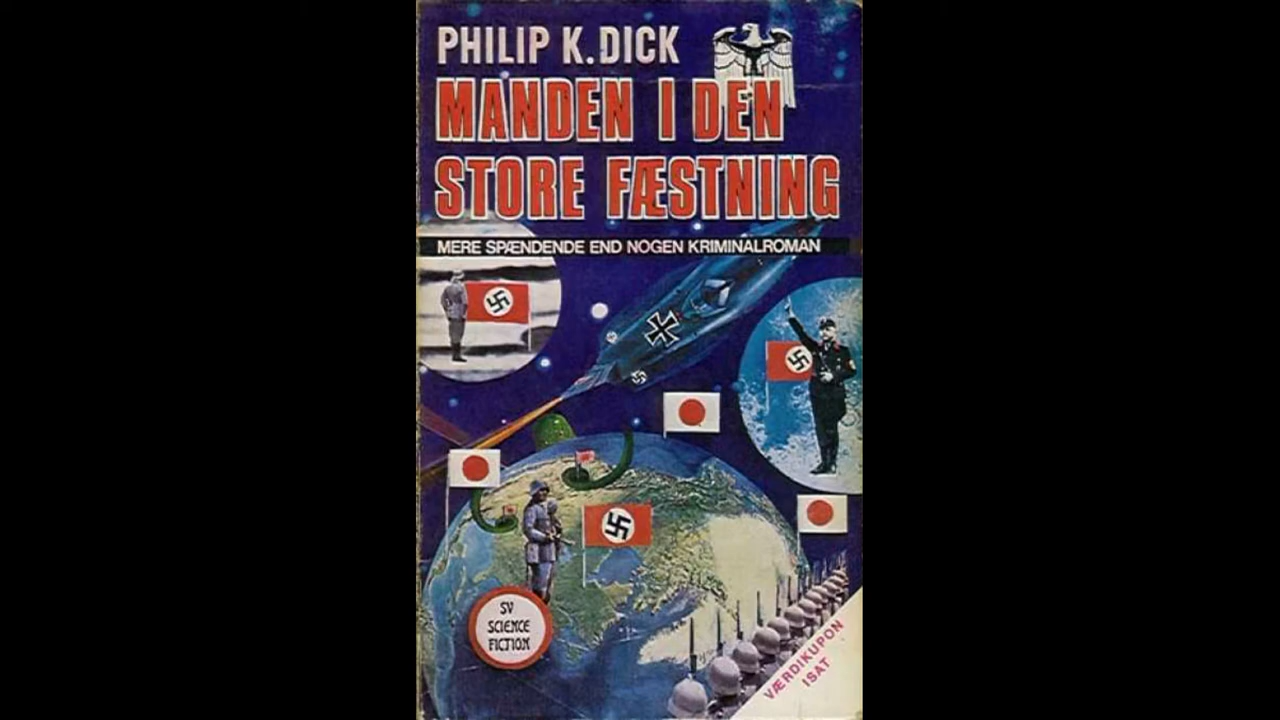 PHILIP K. DICK
MANDEN I DEN
STORE FÆSTNING
MERE SPÆNDENDE END NOGEN KRIMINALROMAN
SV
SCIENCE
FICTION
VÆRDIKUPON
ISAT